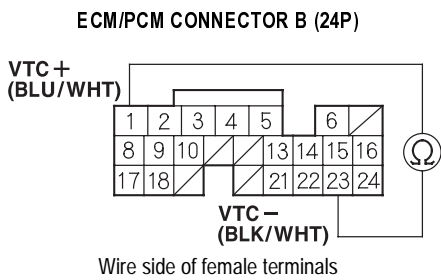 ECM/PCM CONNECTOR B (24P)
VTC+
(BLU/WHT)
1 2 3 4 5 6
8 9 10 13 14 15 16
17 18 21 22 23 24
Ω
VTC−
(BLK/WHT)
Wire side of female terminals